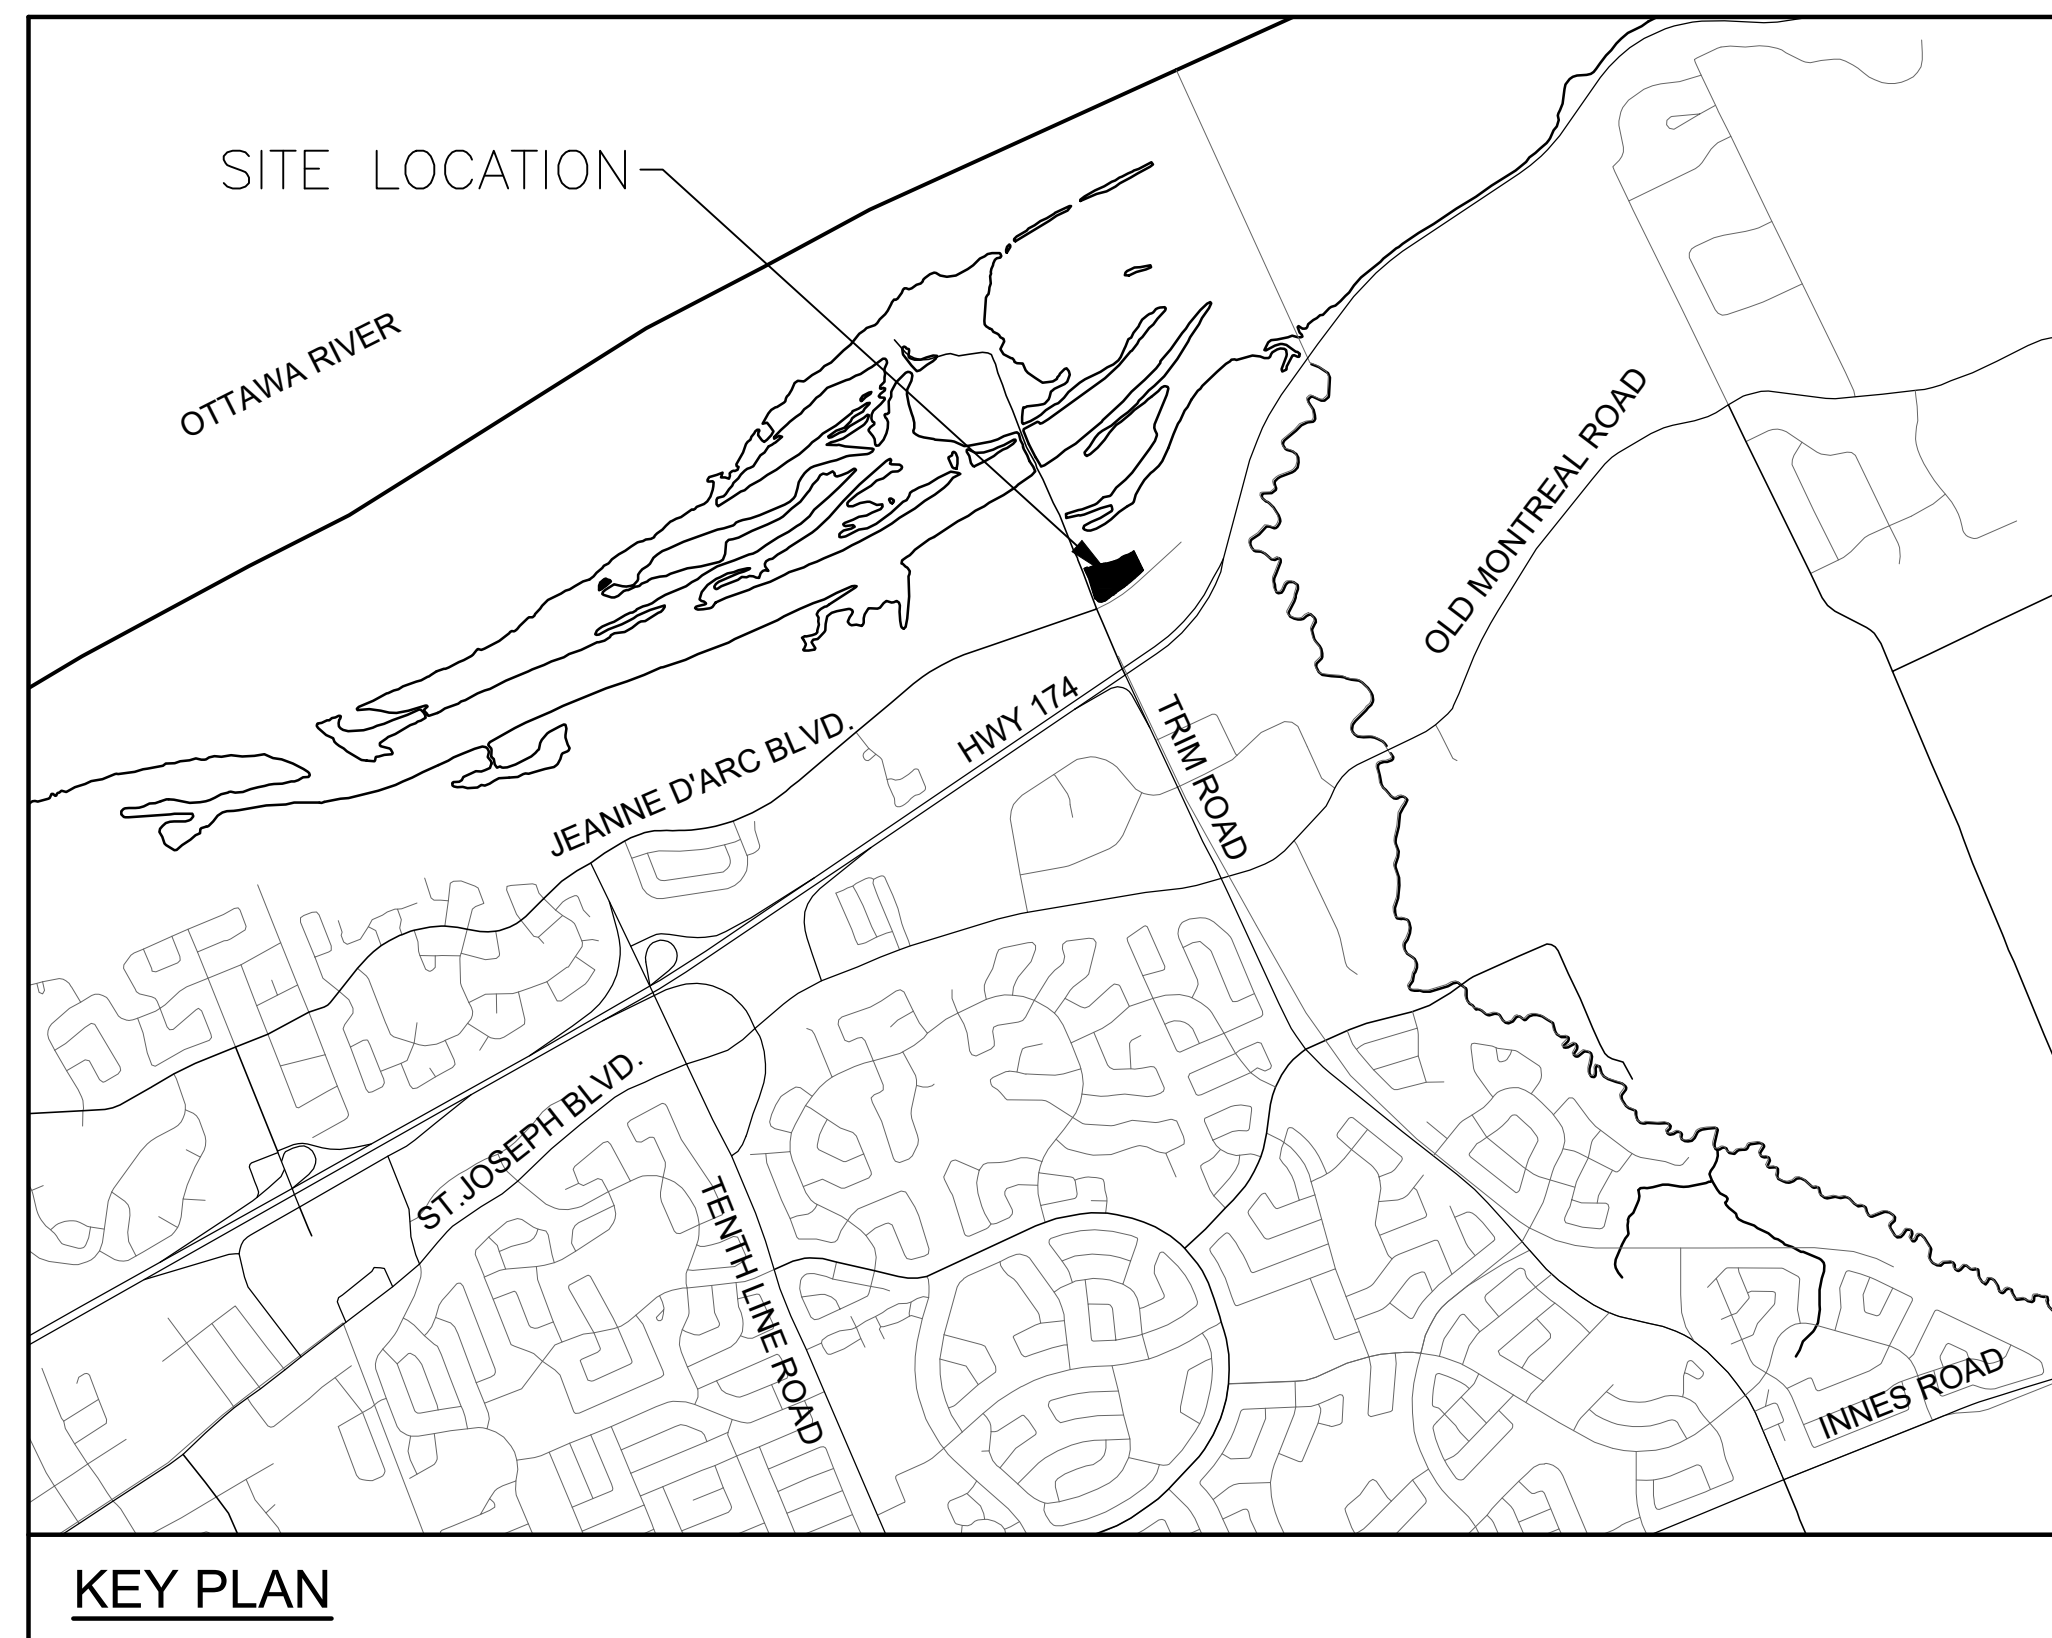 SITE LOCATION
OTTAWA RIVER
OLD MONTREAL ROAD
HWY 174
JEANNE D'ARC BLVD.
TRIM ROAD
ST.JOSEPH BLVD.
TENTH LINE ROAD
INNES ROAD
KEY PLAN